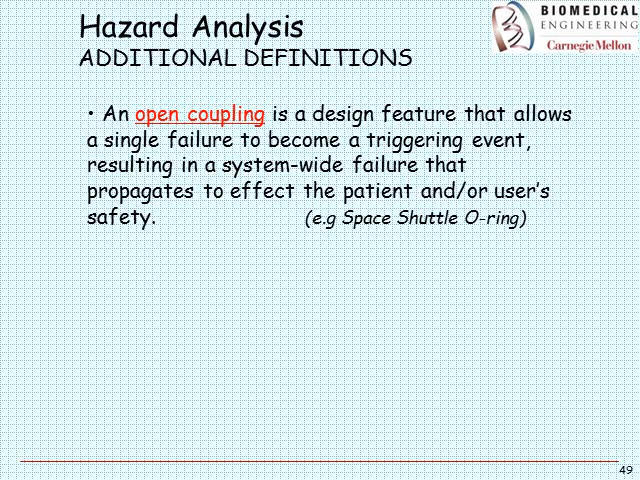 Hazard Analysis
ADDITIONAL DEFINITIONS
BIOMEDICAL
ENGINEERING
Carnegie Mellon
• An open coupling is a design feature that allows
a single failure to become a triggering event,
resulting in a system-wide failure that
propagates to effect the patient and/or user's
safety. (e.g Space Shuttle O-ring)
49